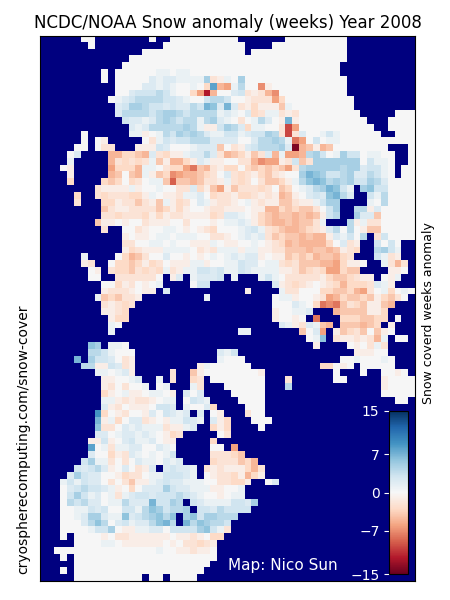 NCDC/NOAA Snow anomaly (weeks) Year 2008
cryospherecomputing.com/snow-cover
Snow coverd weeks anomaly
15
7
0
−7
−15
Map: Nico Sun